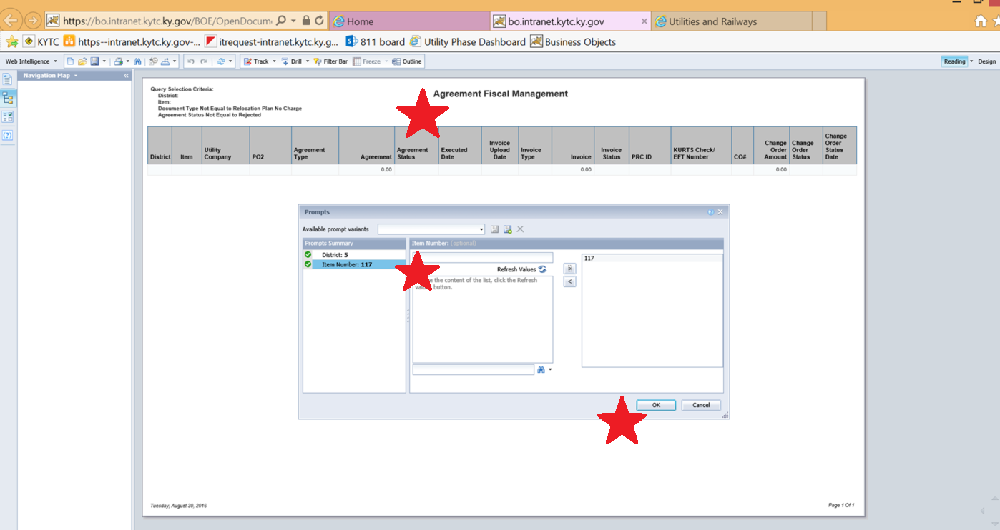 https://bo.intranet.kytc.ky.gov/BOE/OpenDocum
Home
bo.intranet.kytc.ky.gov
Utilities and Railways
KYTC
https--intranet.kytc.ky.gov-...
itrequest-intranet.kytc.ky.g...
811 board
Utility Phase Dashboard
Business Objects
Web Intelligence
Track
Drill
Filter Bar
Freeze
Outline
Reading
Design
Navigation Map
Query Selection Criteria:
District:
Item:
Document Type Not Equal to Relocation Plan No Charge
Agreement Status Not Equal to Rejected
Agreement Fiscal Management
District
Item
Utility
Company
PO2
Agreement
Type
Agreement
Agreement
Status
Executed
Date
Invoice
Upload
Date
Invoice
Type
Invoice
Invoice
Status
PRC ID
KURTS Check/
EFT Number
CO#
Change
Order
Amount
Change
Order
Status
Change
Order
Status
Date
0.00
0.00
0.00
Prompts
Available prompt variants
Prompts Summary
District: 5
Item Number: 117
Item Number: (optional)
Refresh Values
>
<
117
the content of the list, click the Refresh
button.
OK
Cancel
Tuesday, August 30, 2016
Page 1 Of 1